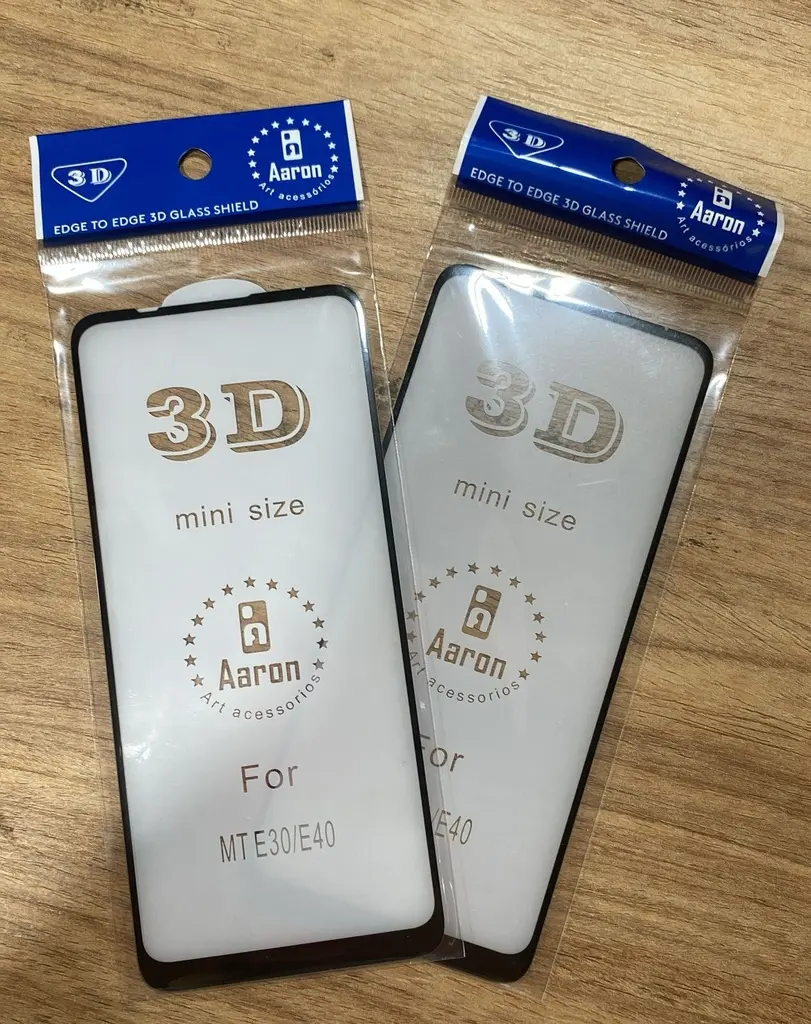 3D
Aaron
Art acessórios
EDGE TO EDGE 3D GLASS SHIELD
3D
mini size
Aaron
Art acessorios
For
MT E30/E40
3D
Aaron
Art acessórios
EDGE TO EDGE 3D GLASS SHIELD
3D
mini size
Aaron
Art acessorios
For
/E40